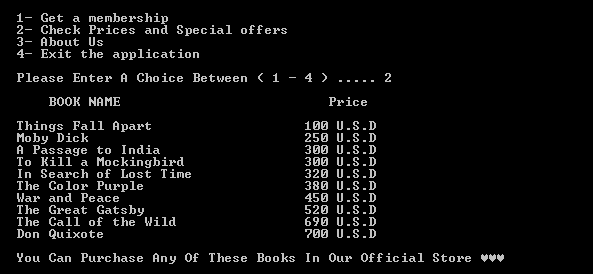 1- Get a membership
2- Check Prices and Special offers
3- About Us
4- Exit the application
Please Enter A Choice Between ( 1 - 4 ) ..... 2
BOOK NAME Price
Things Fall Apart 100 U.S.D
Moby Dick 250 U.S.D
A Passage to India 300 U.S.D
To Kill a Mockingbird 300 U.S.D
In Search of Lost Time 320 U.S.D
The Color Purple 380 U.S.D
War and Peace 450 U.S.D
The Great Gatsby 520 U.S.D
The Call of the Wild 690 U.S.D
Don Quixote 700 U.S.D
You Can Purchase Any Of These Books In Our Official Store ♥♥♥